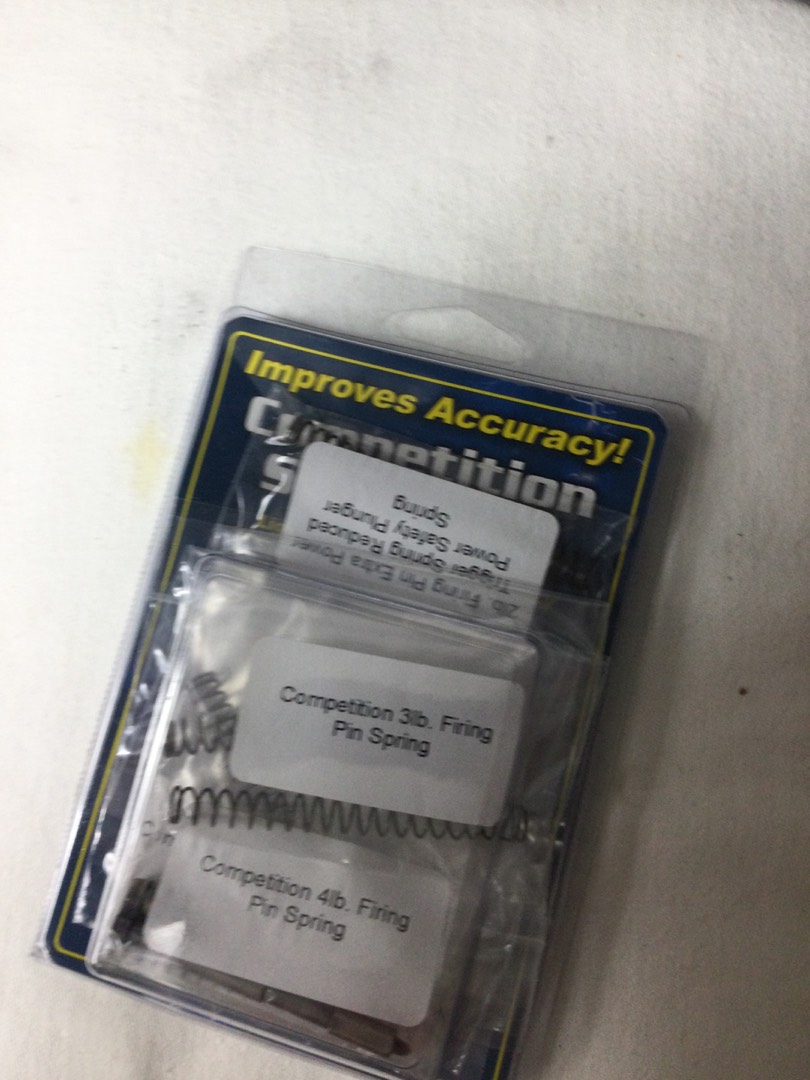 Improves Accuracy!
Competition
2lb. Firing Pin Extra Power
Trigger Spring Reduced
Power Safety Plunger
Spring
Competition 3lb. Firing
Pin Spring
Competition 4lb. Firing
Pin Spring